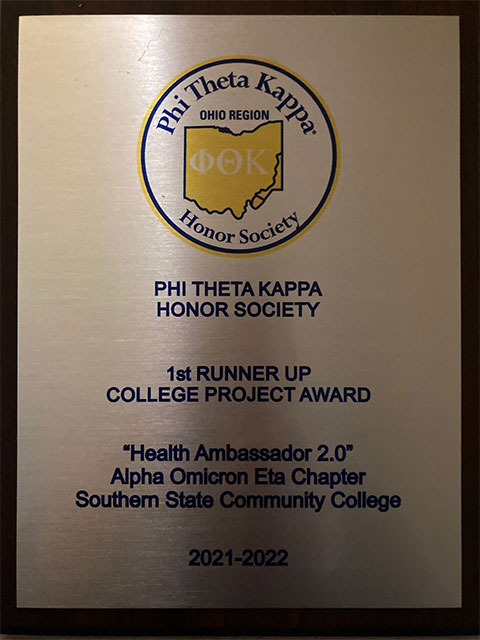 Phi Theta Kappa®
OHIO REGION
ΦΘΚ
Honor Society
PHI THETA KAPPA
HONOR SOCIETY
1st RUNNER UP
COLLEGE PROJECT AWARD
“Health Ambassador 2.0”
Alpha Omicron Eta Chapter
Southern State Community College
2021-2022